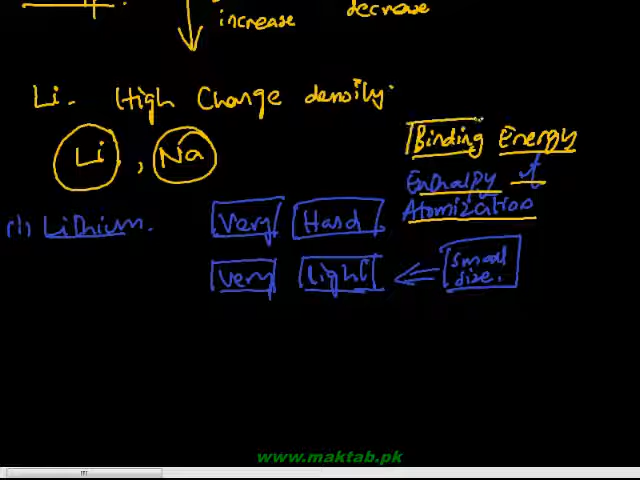 increase decrease
Li. High Charge density.
Li , Na
Binding Energy
Enthalpy of
Atomization
(1) Lithium. Very Hard
Very light
Small
size.
www.maktab.pk